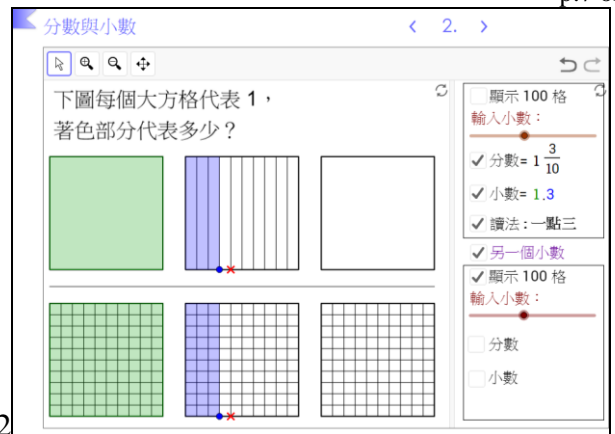 分數與小數
2.
下圖每個大方格代表 1，
著色部分代表多少？
顯示 100 格
輸入小數：
分數= 1 3/10
小數= 1.3
讀法 : 一點三
另一個小數
顯示 100 格
輸入小數：
分數
小數
2